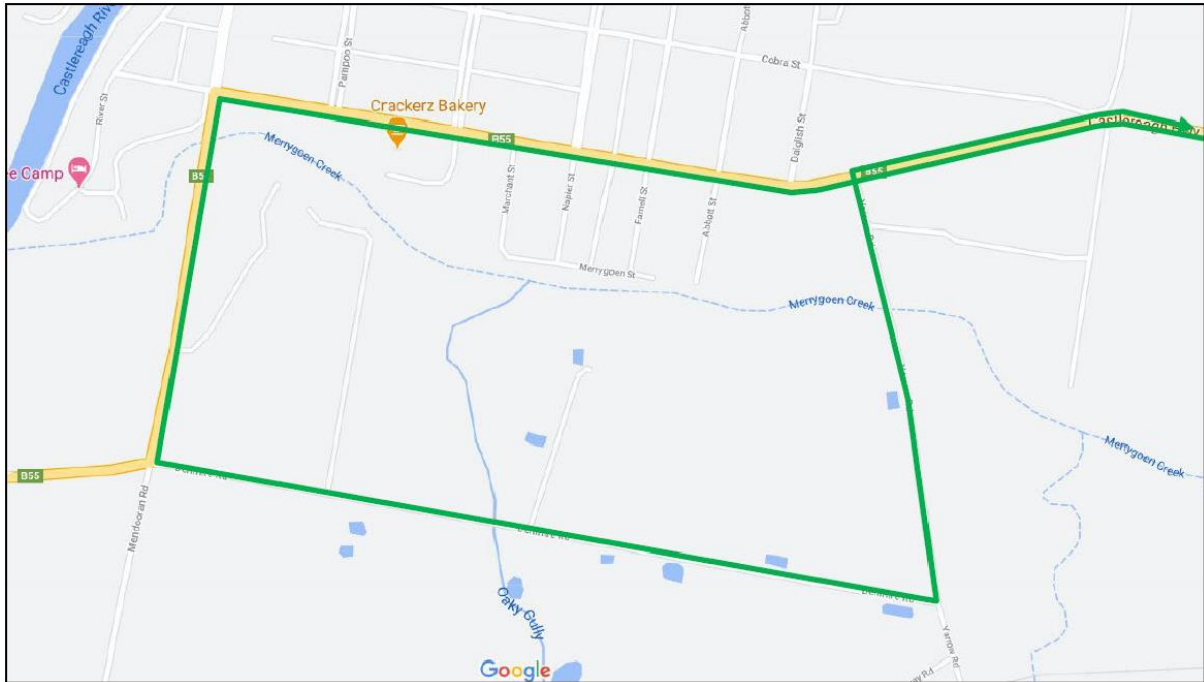 Castlereagh Riv
River St
Pampoo St
Abbott
Cobra St
Crackerz Bakery
B55
Castlereagh Hwy
Dalglish St
Merrygoen Creek
e Camp
B55
B55
Marchant St
Napier St
Farnell St
Abbott St
Merrygoen St
Merrygoen Creek
Merrygoen Creek
B55
Mendooran Rd
Oaky Gully
Yarrow Rd
Google